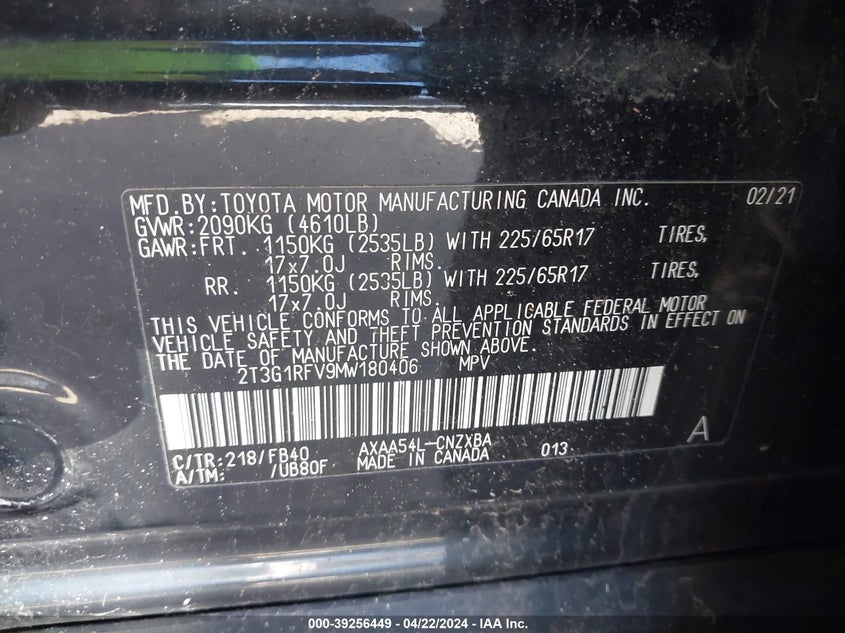 MFD.BY:TOYOTA MOTOR MANUFACTURING CANADA INC. 02/21
GVWR:2090KG (4610LB)
GAWR:FRT. 1150KG (2535LB) WITH 225/65R17 TIRES,
17x7.0J RIMS.
RR. 1150KG (2535LB) WITH 225/65R17 TIRES,
17x7.0J RIMS.
THIS VEHICLE CONFORMS TO ALL APPLICABLE FEDERAL MOTOR
VEHICLE SAFETY AND THEFT PREVENTION STANDARDS IN EFFECT ON
THE DATE OF MANUFACTURE SHOWN ABOVE.
2T3G1RFV9MW180406 MPV
C/TR:218/FB40 AXAA54L-CNZXBA 013 A
A/TM: /UB80F MADE IN CANADA
000-39256449 - 04/22/2024 - IAA Inc.